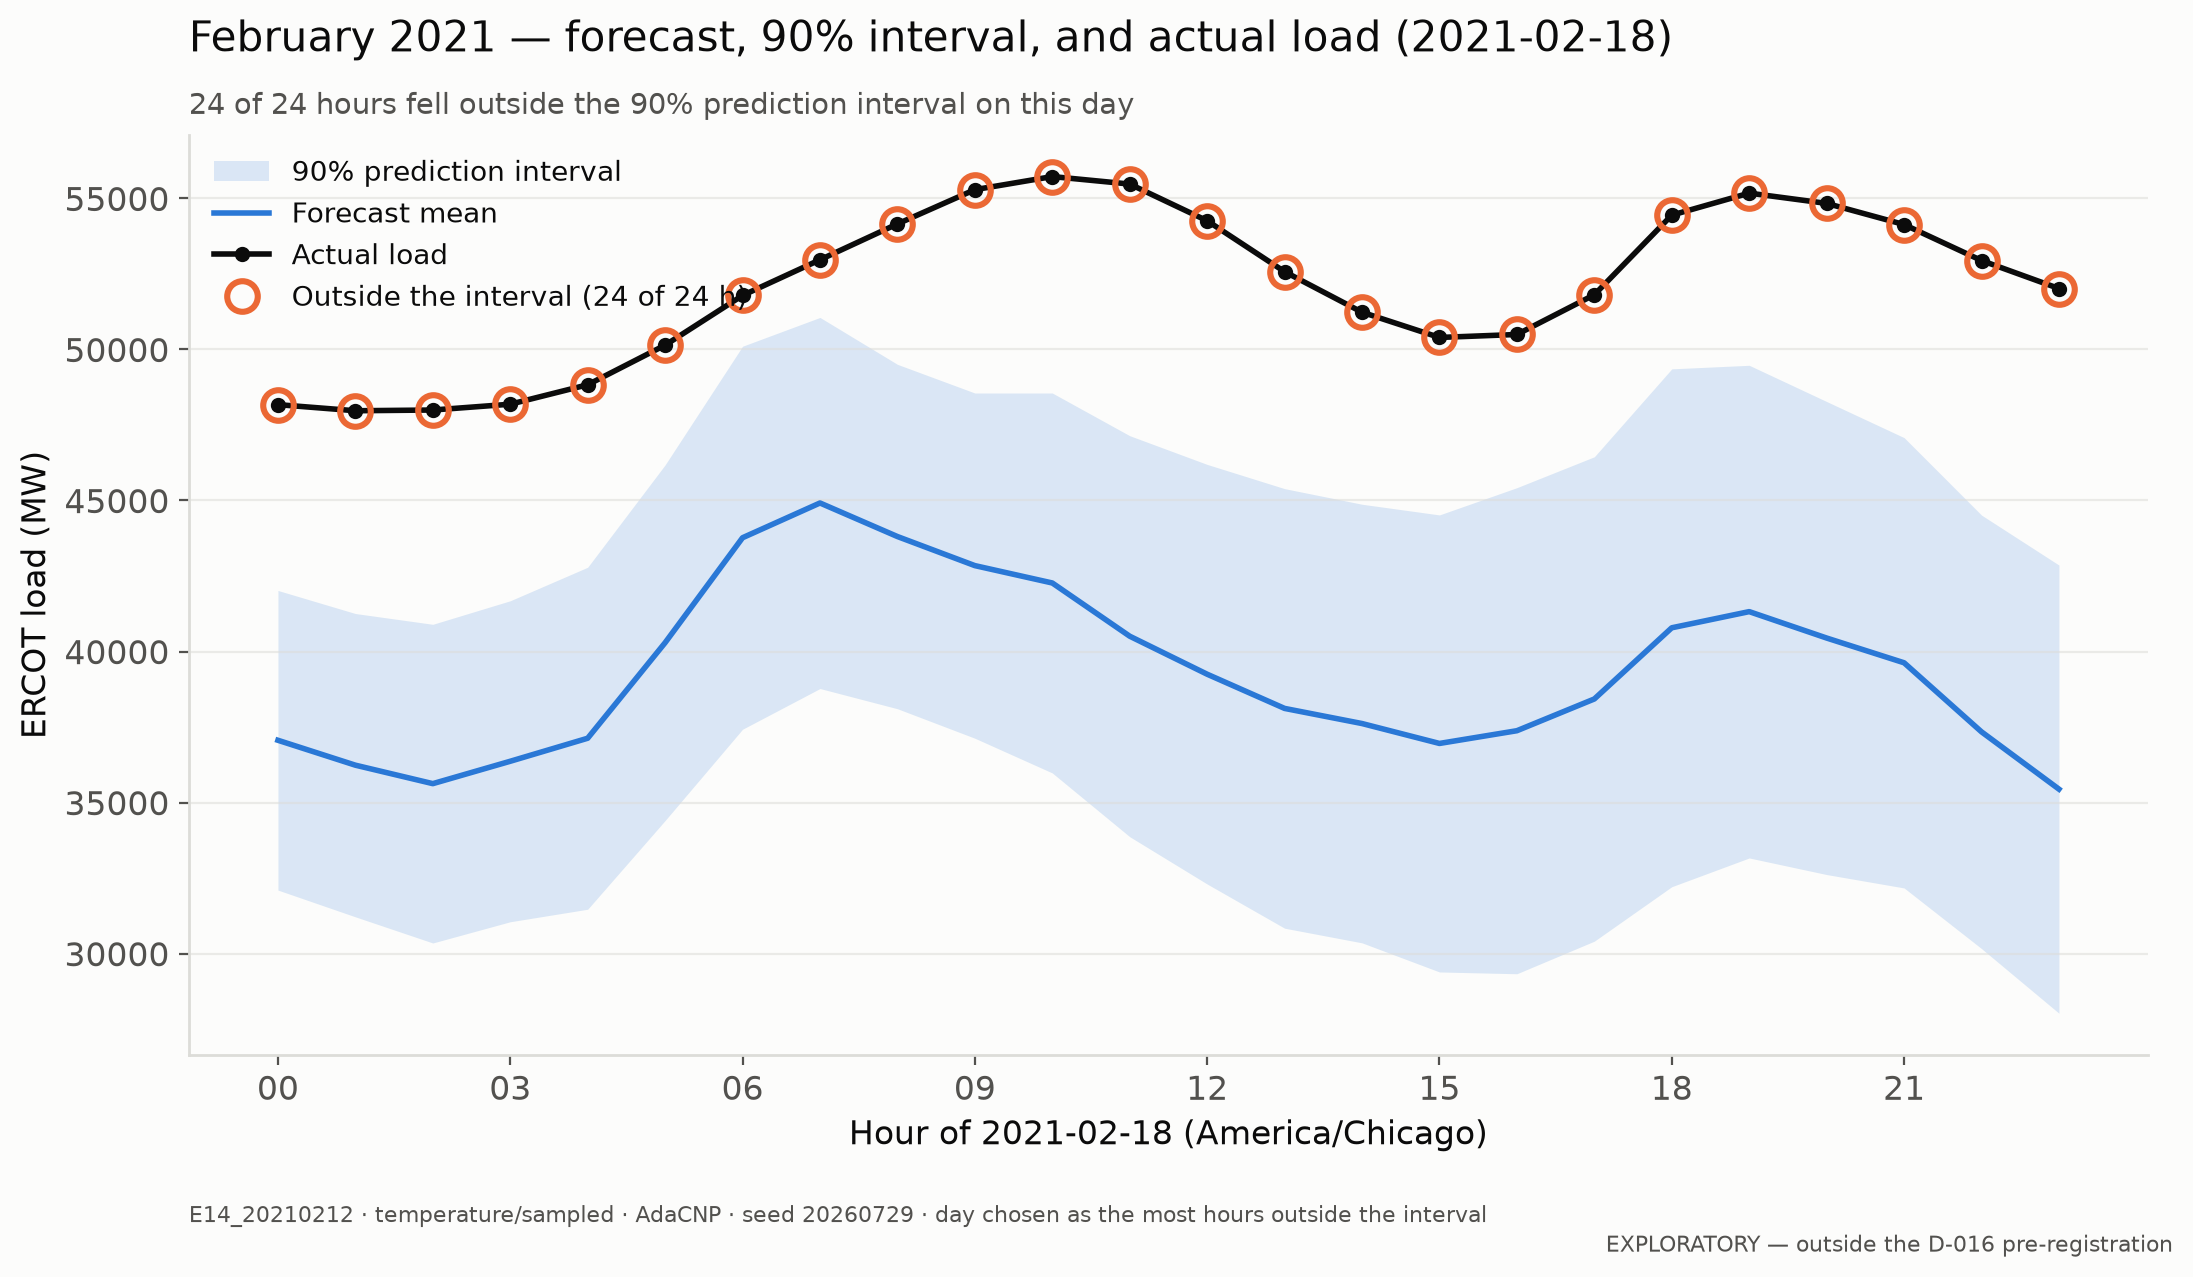 February 2021 — forecast, 90% interval, and actual load (2021-02-18)
24 of 24 hours fell outside the 90% prediction interval on this day
90% prediction interval
Forecast mean
Actual load
Outside the interval (24 of 24 h)
ERCOT load (MW)
55000
50000
45000
40000
35000
30000
00 03 06 09 12 15 18 21
Hour of 2021-02-18 (America/Chicago)
E14_20210212 · temperature/sampled · AdaCNP · seed 20260729 · day chosen as the most hours outside the interval
EXPLORATORY — outside the D-016 pre-registration